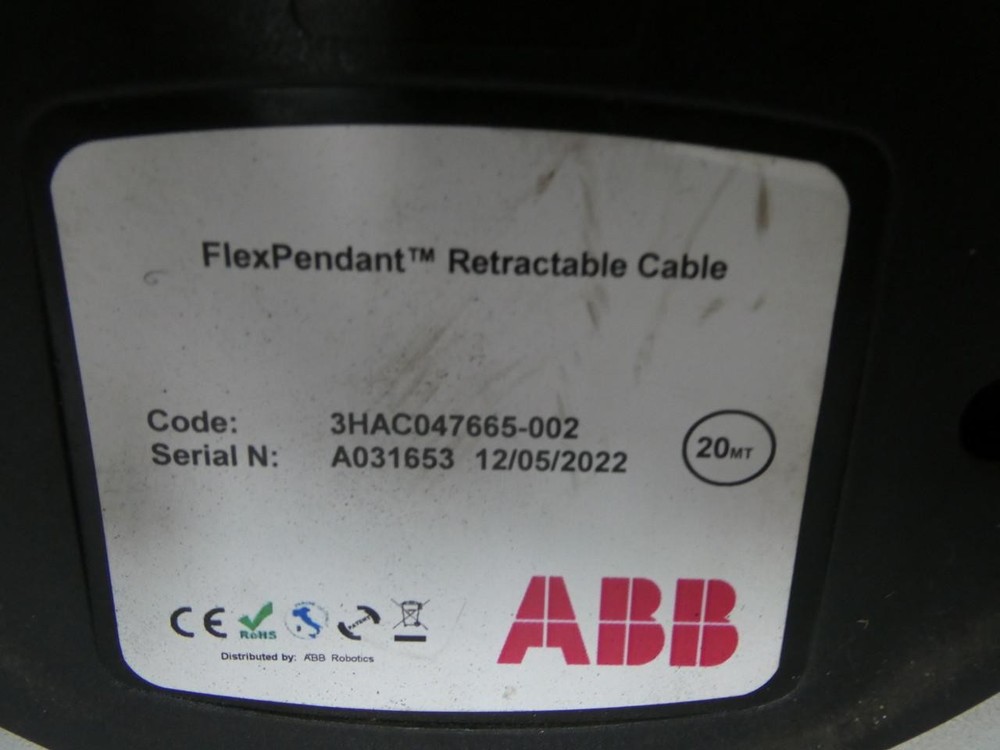 FlexPendant™ Retractable Cable
Code: 3HAC047665-002
Serial N: A031653 12/05/2022
20MT
CE RoHS
Distributed by: ABB Robotics
ABB